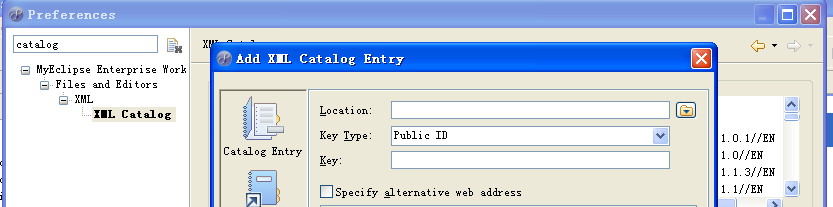 Preferences
catalog
MyEclipse Enterprise Work
Files and Editors
XML
XML Catalog
Add XML Catalog Entry
Catalog Entry
Location:
Key Type:
Public ID
Key:
Specify alternative web address
1.0.1//EN
1.0//EN
1.1.3//EN
1.1//EN